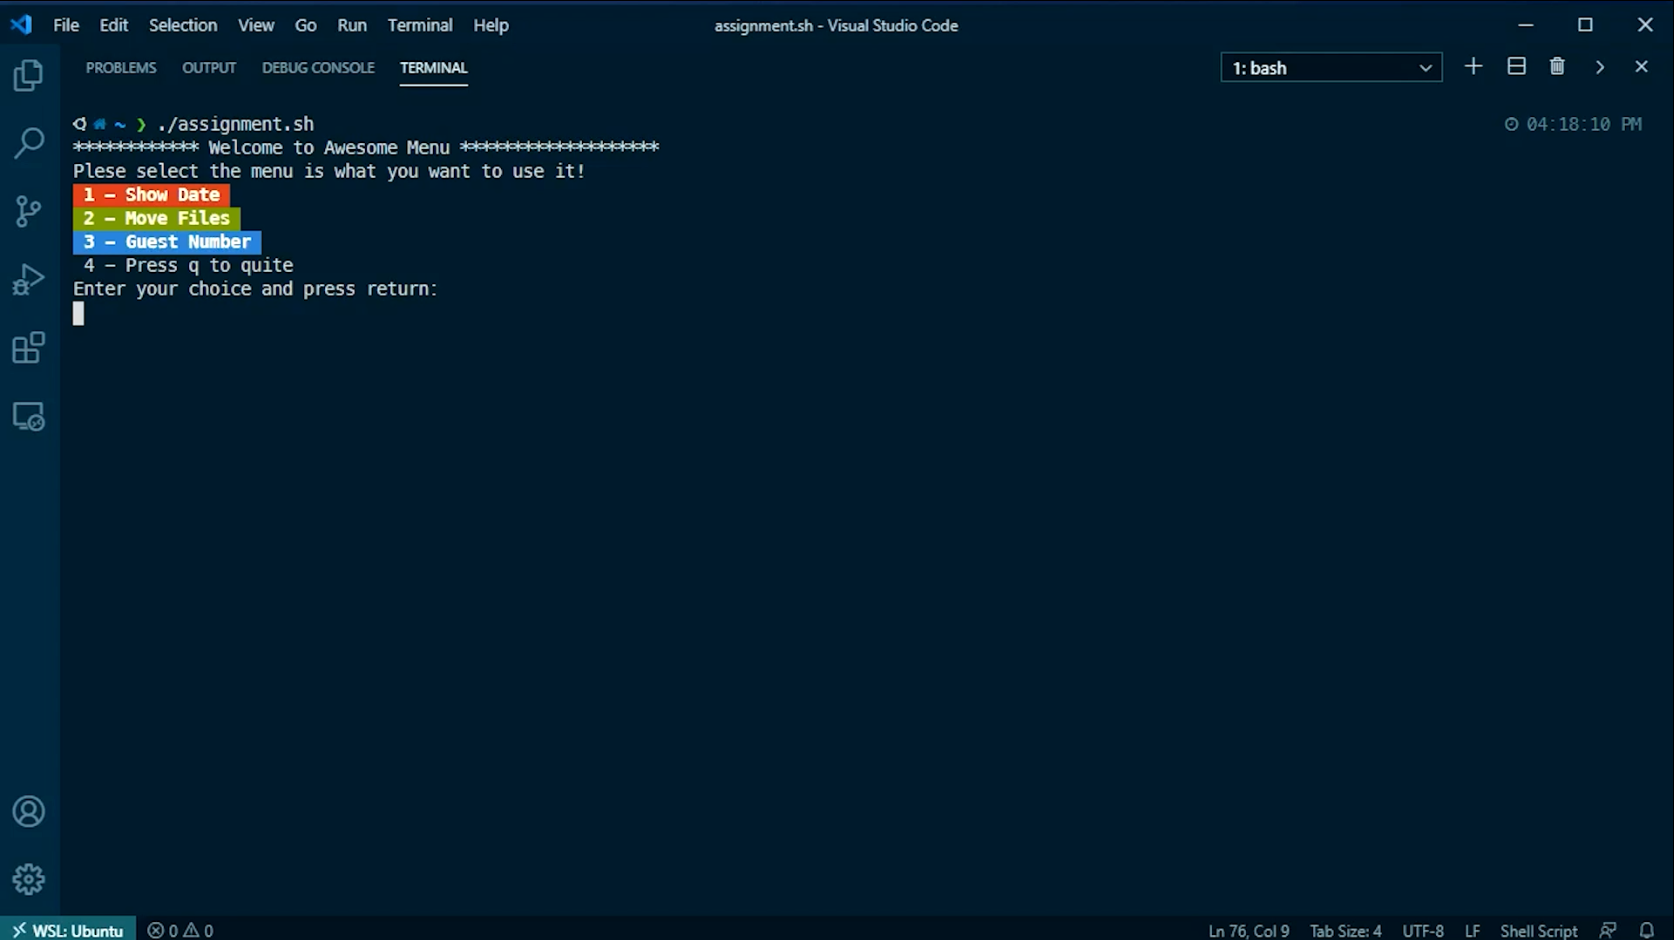 File Edit Selection View Go Run Terminal Help
assignment.sh - Visual Studio Code
PROBLEMS OUTPUT DEBUG CONSOLE TERMINAL
1: bash
~ ❯ ./assignment.sh
04:18:10 PM
************ Welcome to Awesome Menu *******************
Plese select the menu is what you want to use it!
1 - Show Date
2 - Move Files
3 - Guest Number
4 - Press q to quite
Enter your choice and press return:
WSL: Ubuntu
0 0
Ln 76, Col 9 Tab Size: 4 UTF-8 LF Shell Script